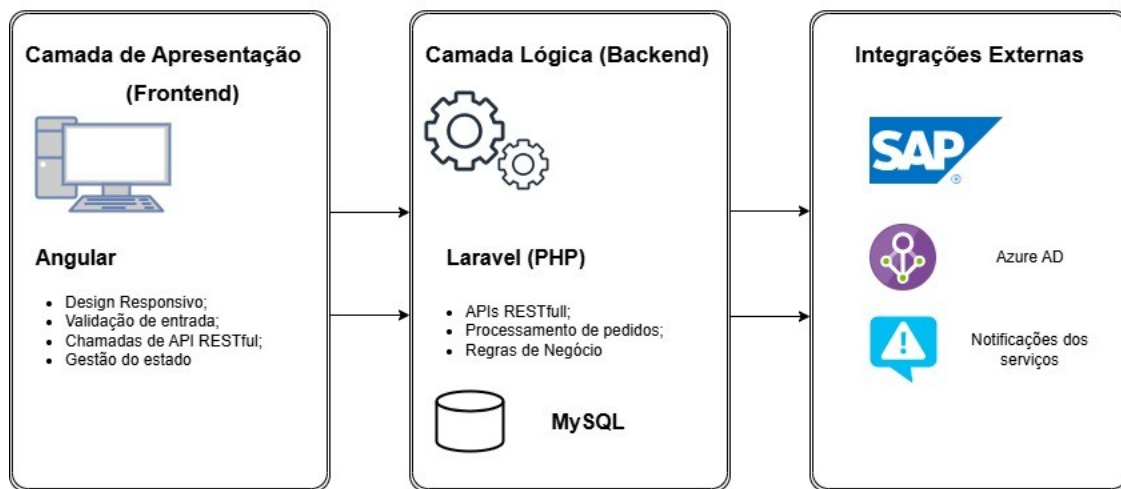 Camada de Apresentação
(Frontend)
Angular
• Design Responsivo;
• Validação de entrada;
• Chamadas de API RESTful;
• Gestão do estado
Camada Lógica (Backend)
Laravel (PHP)
• APIs RESTfull;
• Processamento de pedidos;
• Regras de Negócio
MySQL
Integrações Externas
SAP®
Azure AD
Notificações dos
serviços